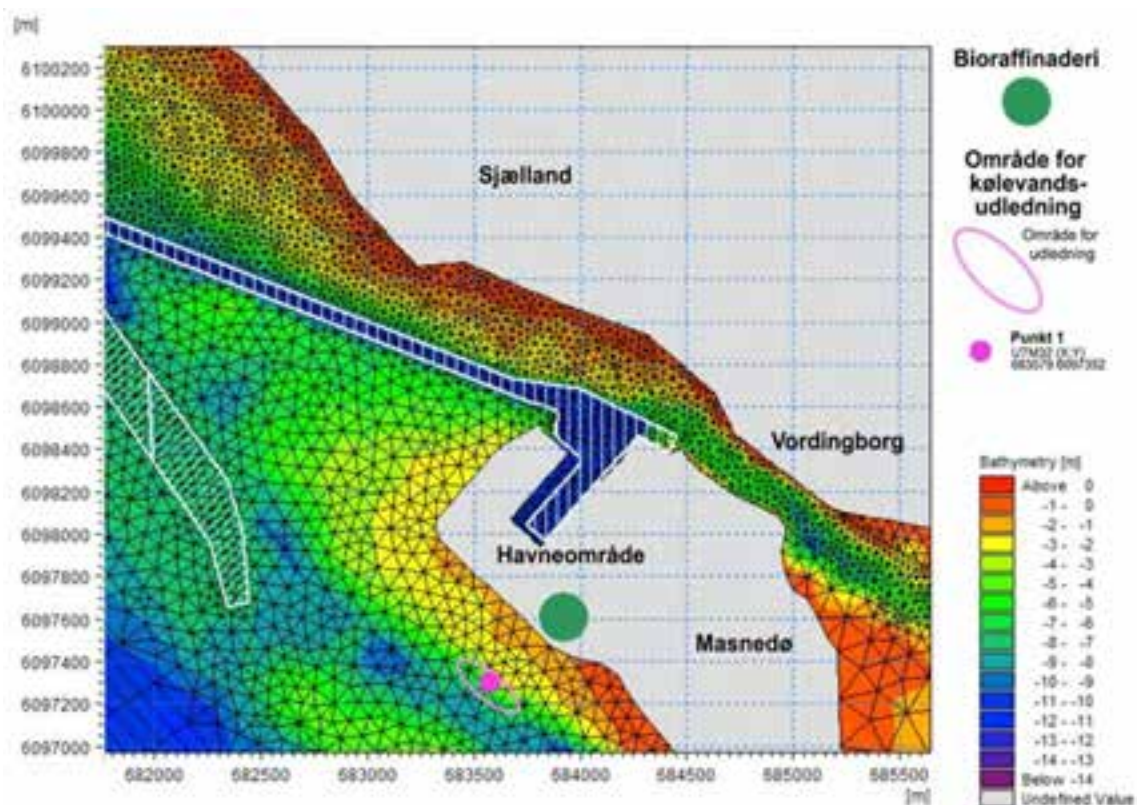 [m]
6100200
6100000
6099800
6099600
6099400
6099200
6099000
6098800
6098600
6098400
6098200
6098000
6097800
6097600
6097400
6097200
6097000
682000
682500
683000
683500
684000
684500
685000
685500
[m]
Sjælland
Vordingborg
Havneområde
Masnedø
Bioraffinaderi
Område for
kølevands-
udledning
Område for
udledning
Punkt 1
UTM32 (X;Y)
Bathymetry [m]
Above 0
-1 - 0
-2 - -1
-3 - -2
-4 - -3
-5 - -4
-6 - -5
-7 - -6
-8 - -7
-9 - -8
-10 - -9
-11 - -10
-12 - -11
-13 - -12
-14 - -13
Below -14
Undefined Value